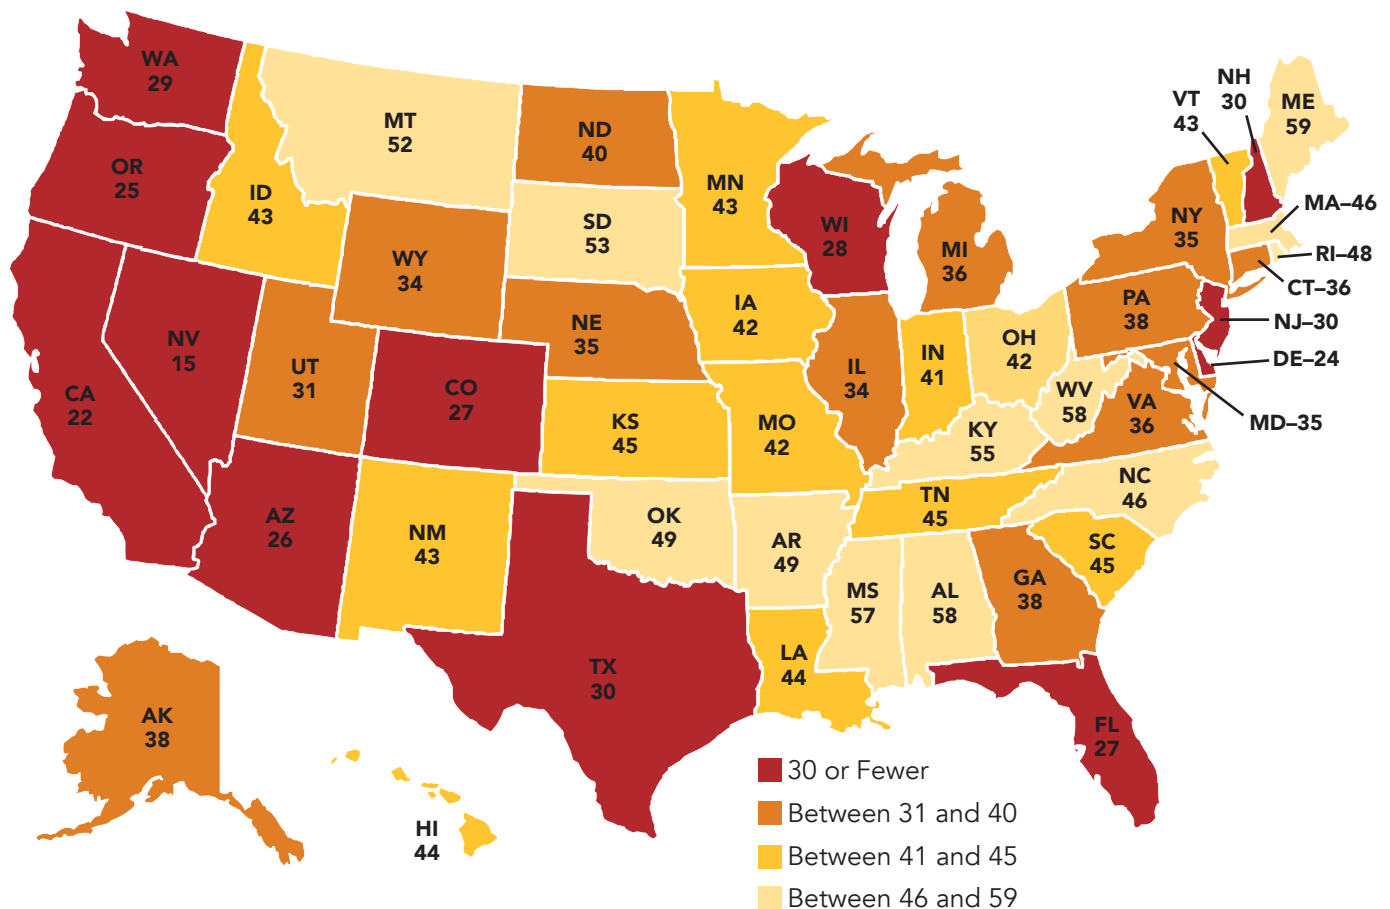 WA
29
OR
25
CA
22
NV
15
ID
43
MT
52
WY
34
UT
31
CO
27
AZ
26
NM
43
ND
40
SD
53
NE
35
KS
45
OK
49
TX
30
MN
43
IA
42
MO
42
AR
49
LA
44
WI
28
IL
34
MI
36
IN
41
OH
42
KY
55
TN
45
MS
57
AL
58
GA
38
FL
27
SC
45
NC
46
VA
36
WV
58
PA
38
NY
35
VT
43
NH
30
ME
59
MA–46
RI–48
CT–36
NJ–30
DE–24
MD–35
AK
38
HI
44
30 or Fewer
Between 31 and 40
Between 41 and 45
Between 46 and 59